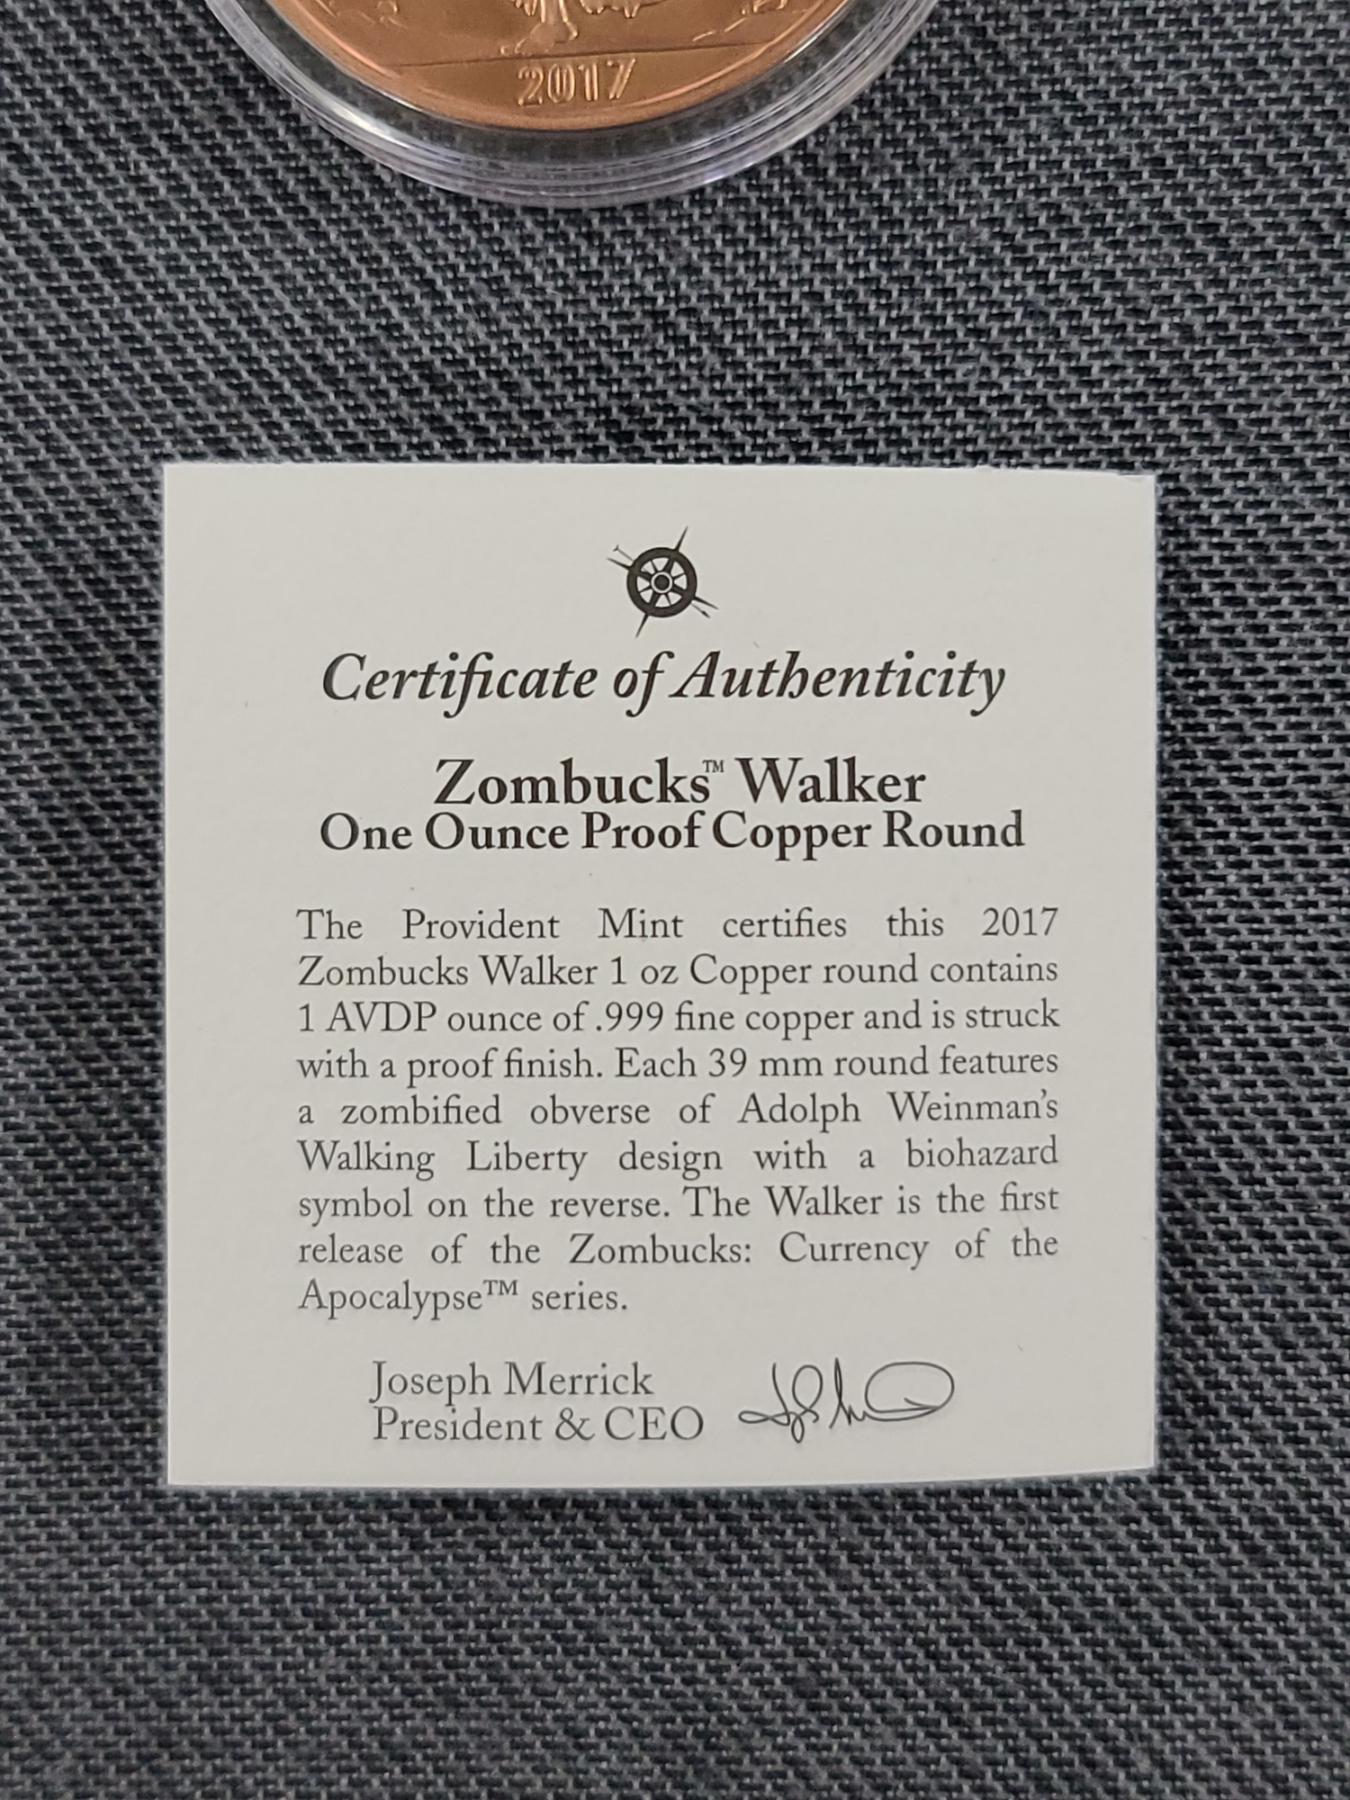 2017
Certificate of Authenticity
Zombucks™ Walker
One Ounce Proof Copper Round
The Provident Mint certifies this 2017
Zombucks Walker 1 oz Copper round contains
1 AVDP ounce of .999 fine copper and is struck
with a proof finish. Each 39 mm round features
a zombified obverse of Adolph Weinman's
Walking Liberty design with a biohazard
symbol on the reverse. The Walker is the first
release of the Zombucks: Currency of the
Apocalypse™ series.
Joseph Merrick
President & CEO